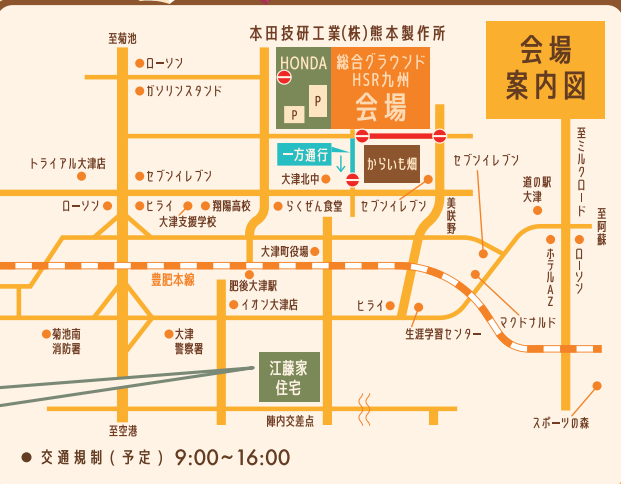 本田技研工業(株)熊本製作所
会場
案内図
至菊池
ローソン
ガソリンスタンド
HONDA
P
P
総合グラウンド
HSR九州
会場
一方通行
からいも畑
セブンイレブン
至ミルクロード
トライアル大津店
セブンイレブン
大津北中
道の駅
大津
ローソン
ヒライ
翔陽高校
大津支援学校
らくぜん食堂
セブンイレブン
美咲野
至阿蘇
大津町役場
ホテルAZ
ローソン
豊肥本線
肥後大津駅
イオン大津店
ヒライ
生涯学習センター
マクドナルド
菊池南
消防署
大津
警察署
江藤家
住宅
至空港
陣内交差点
スポーツの森
● 交通規制(予定) 9:00~16:00